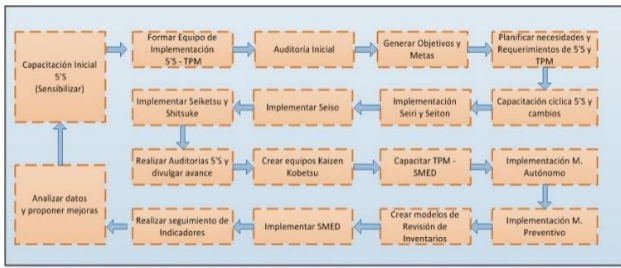 Capacitación Inicial
5'S
(Sensibilizar)
Formar Equipo de
Implementación
5'S - TPM
Auditoría Inicial
Generar Objetivos y
Metas
Planificar necesidades y
Requerimientos de 5'S y
TPM
Capacitación cíclica 5'S y
cambios
Implementación
Seiri y Seiton
Implementar Seiso
Implementar Seiketsu y
Shitsuke
Realizar Auditorias 5'S y
divulgar avance
Crear equipos Kaizen
Kobetsu
Capacitar TPM -
SMED
Implementación M.
Autónomo
Implementación M.
Preventivo
Crear modelos de
Revisión de
Inventarios
Implementar SMED
Realizar seguimiento de
Indicadores
Analizar datos
y proponer mejoras